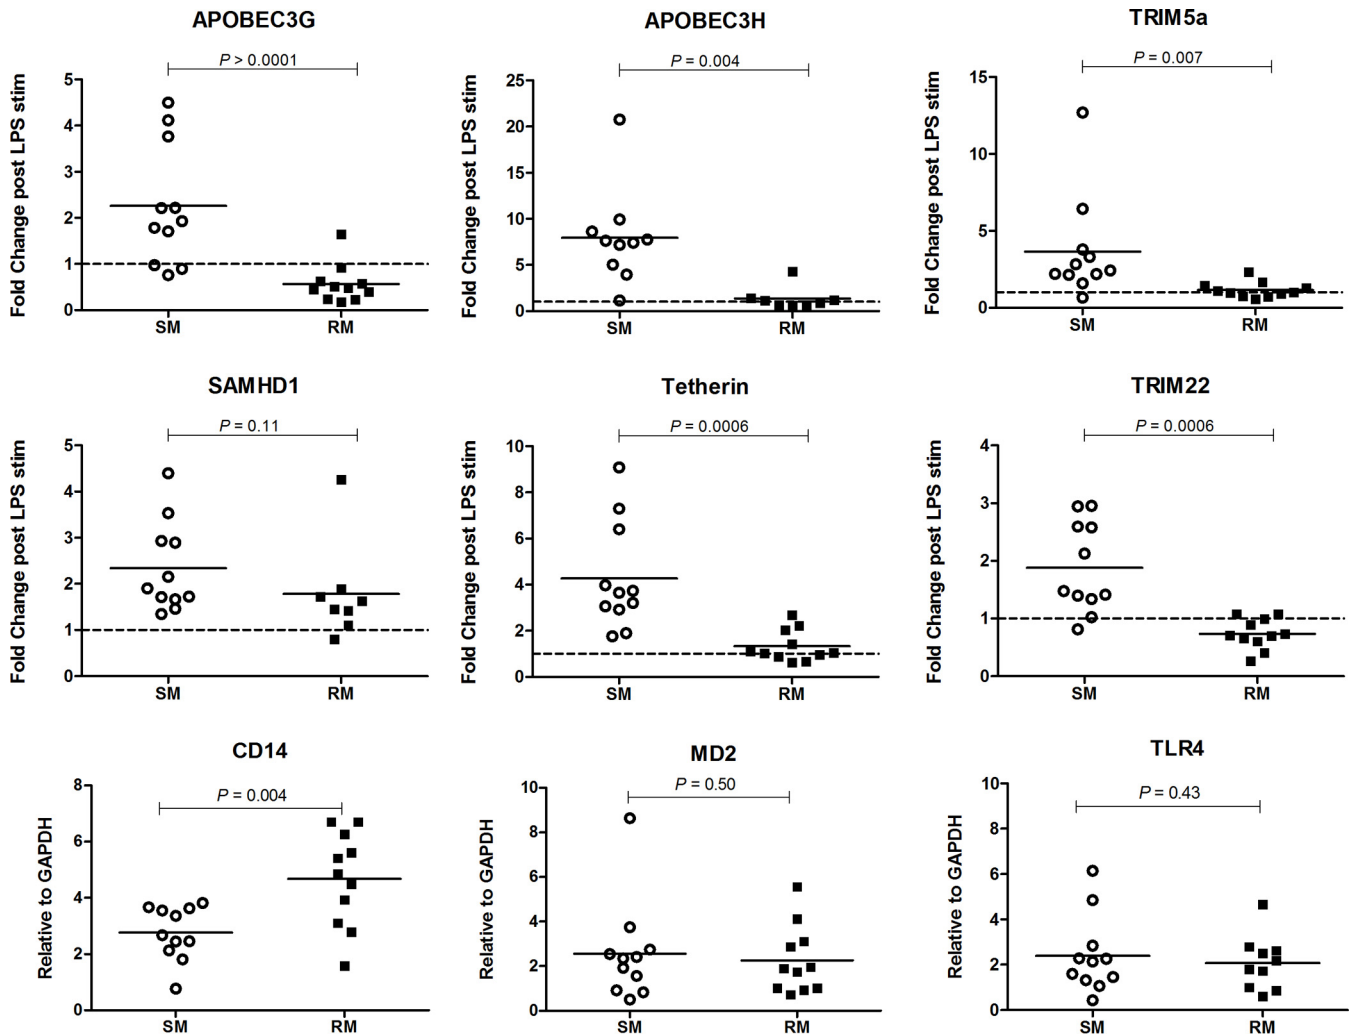 APOBEC3G
P > 0.0001
Fold Change post LPS stim
5
4
3
2
1
0
SM RM
APOBEC3H
P = 0.004
Fold Change post LPS stim
25
20
15
10
5
0
SM RM
TRIM5a
P = 0.007
Fold Change post LPS stim
15
10
5
0
SM RM
SAMHD1
P = 0.11
Fold Change post LPS stim
5
4
3
2
1
0
SM RM
Tetherin
P = 0.0006
Fold Change post LPS stim
10
8
6
4
2
0
SM RM
TRIM22
P = 0.0006
Fold Change post LPS stim
4
3
2
1
0
SM RM
CD14
P = 0.004
Relative to GAPDH
8
6
4
2
0
SM RM
MD2
P = 0.50
Relative to GAPDH
10
8
6
4
2
0
SM RM
TLR4
P = 0.43
Relative to GAPDH
10
8
6
4
2
0
SM RM